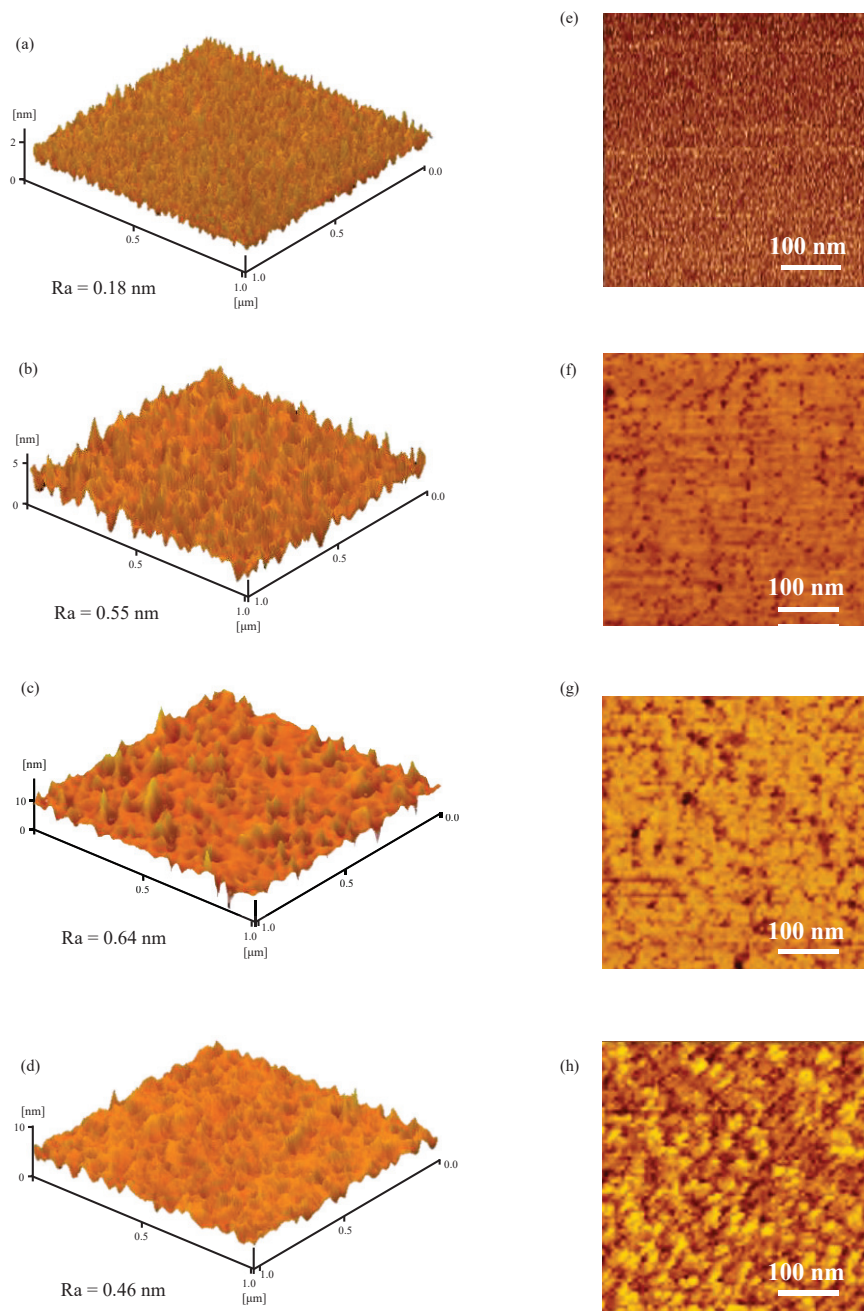 (a)
[nm]
2
0
0.5
1.0
1.0
[μm]
0.5
0.0
Ra = 0.18 nm
(e)
100 nm
(b)
[nm]
5
0
0.5
1.0
1.0
[μm]
0.5
0.0
Ra = 0.55 nm
(f)
100 nm
(c)
[nm]
10
0
0.5
1.0
1.0
[μm]
0.5
0.0
Ra = 0.64 nm
(g)
100 nm
(d)
[nm]
10
0
0.5
1.0
1.0
[μm]
0.5
0.0
Ra = 0.46 nm
(h)
100 nm